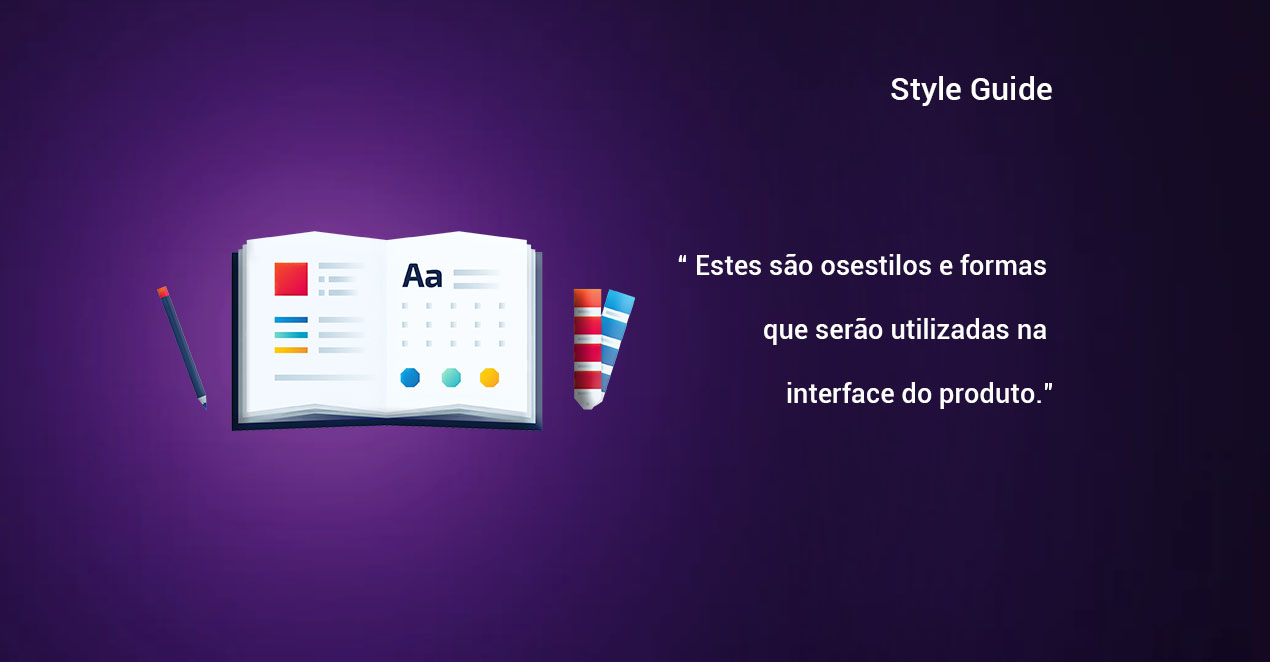 Style Guide
“ Estes são osestilos e formas
que serão utilizadas na
interface do produto."
Aa